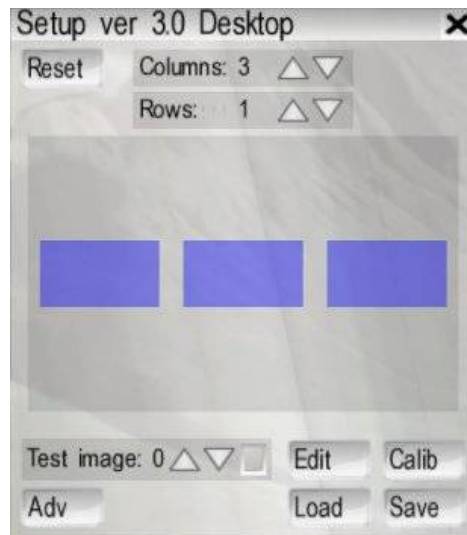 Setup ver 3.0 Desktop
Reset Columns: 3
Rows: 1
Test image: 0 Edit Calib
Adv Load Save